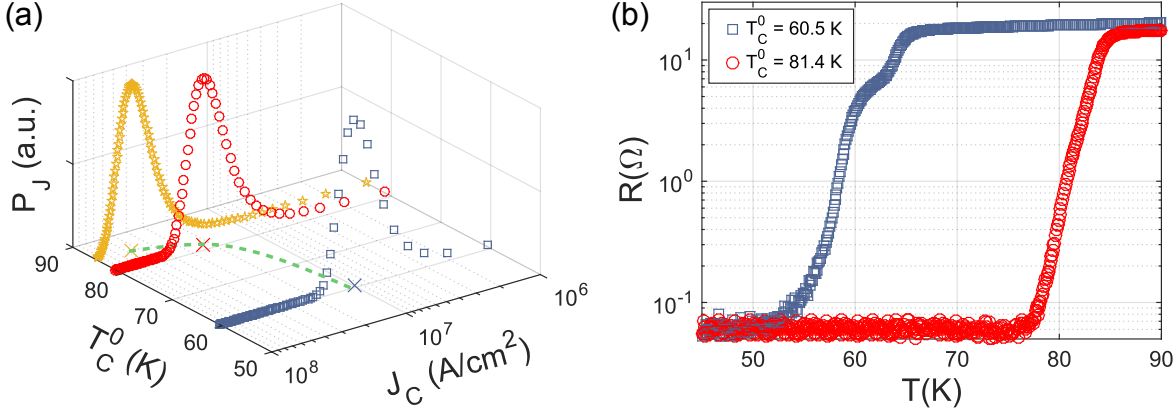 (a)
P_J (a.u.)
90
80
70
60
50
T_C^0 (K)
10^8
10^7
10^6
J_C (A/cm^2)
(b)
T_C^0 = 60.5 K
T_C^0 = 81.4 K
R(Ω)
10^1
10^0
10^-1
50
60
70
80
90
T(K)